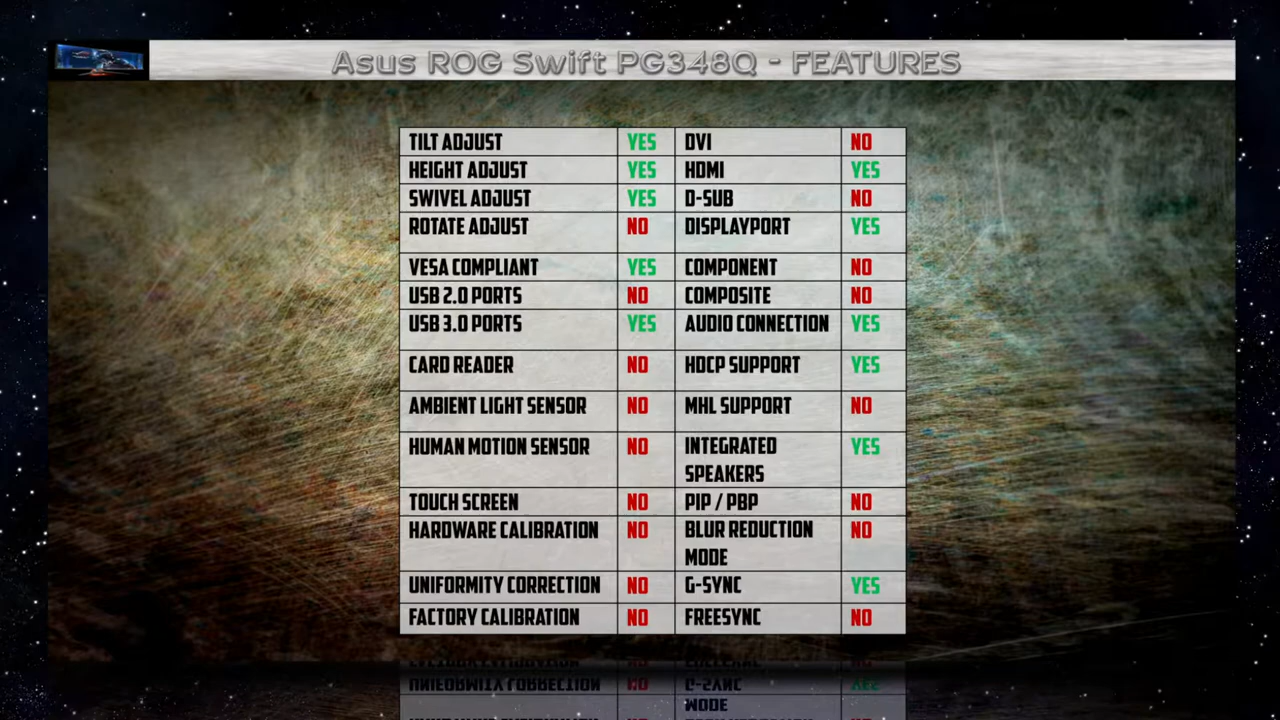 Asus ROG Swift PG348Q - FEATURES
TILT ADJUST YES DVI NO
HEIGHT ADJUST YES HDMI YES
SWIVEL ADJUST YES D-SUB NO
ROTATE ADJUST NO DISPLAYPORT YES
VESA COMPLIANT YES COMPONENT NO
USB 2.0 PORTS NO COMPOSITE NO
USB 3.0 PORTS YES AUDIO CONNECTION YES
CARD READER NO HDCP SUPPORT YES
AMBIENT LIGHT SENSOR NO MHL SUPPORT NO
HUMAN MOTION SENSOR NO INTEGRATED YES
SPEAKERS
TOUCH SCREEN NO PIP / PBP NO
HARDWARE CALIBRATION NO BLUR REDUCTION NO
MODE
UNIFORMITY CORRECTION NO G-SYNC YES
FACTORY CALIBRATION NO FREESYNC NO